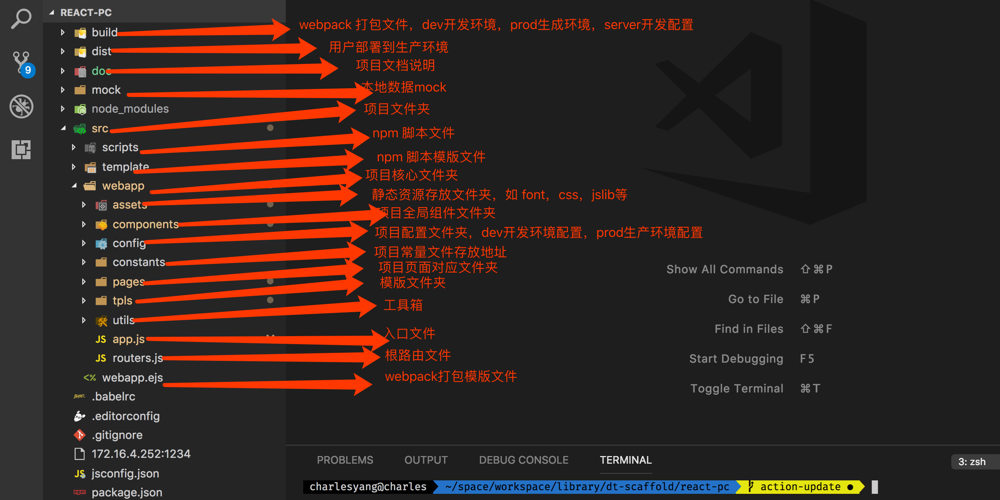 REACT-PC
build
webpack 打包文件，dev开发环境，prod生成环境，server开发配置
dist
用户部署到生产环境
doc
项目文档说明
mock
本地数据mock
node_modules
src
项目文件夹
scripts
npm 脚本文件
template
npm 脚本模版文件
webapp
项目核心文件夹
assets
静态资源存放文件夹，如 font，css，jslib等
components
项目全局组件文件夹
config
项目配置文件夹，dev开发环境配置，prod生产环境配置
constants
项目常量文件存放地址
pages
项目页面对应文件夹
tpls
模版文件夹
utils
工具箱
JS app.js
入口文件
JS routers.js
根路由文件
<% webapp.ejs
webpack打包模版文件
BABEL .babelrc
.editorconfig
.gitignore
172.16.4.252:1234
JS jsconfig.json
npm package.json
9
Show All Commands ⇧⌘P
Go to File ⌘P
Find in Files ⇧⌘F
Start Debugging F5
Toggle Terminal ⌘T
PROBLEMS OUTPUT DEBUG CONSOLE TERMINAL 3: zsh
charlesyang@charles ~/space/workspace/library/dt-scaffold/react-pc action-update ●